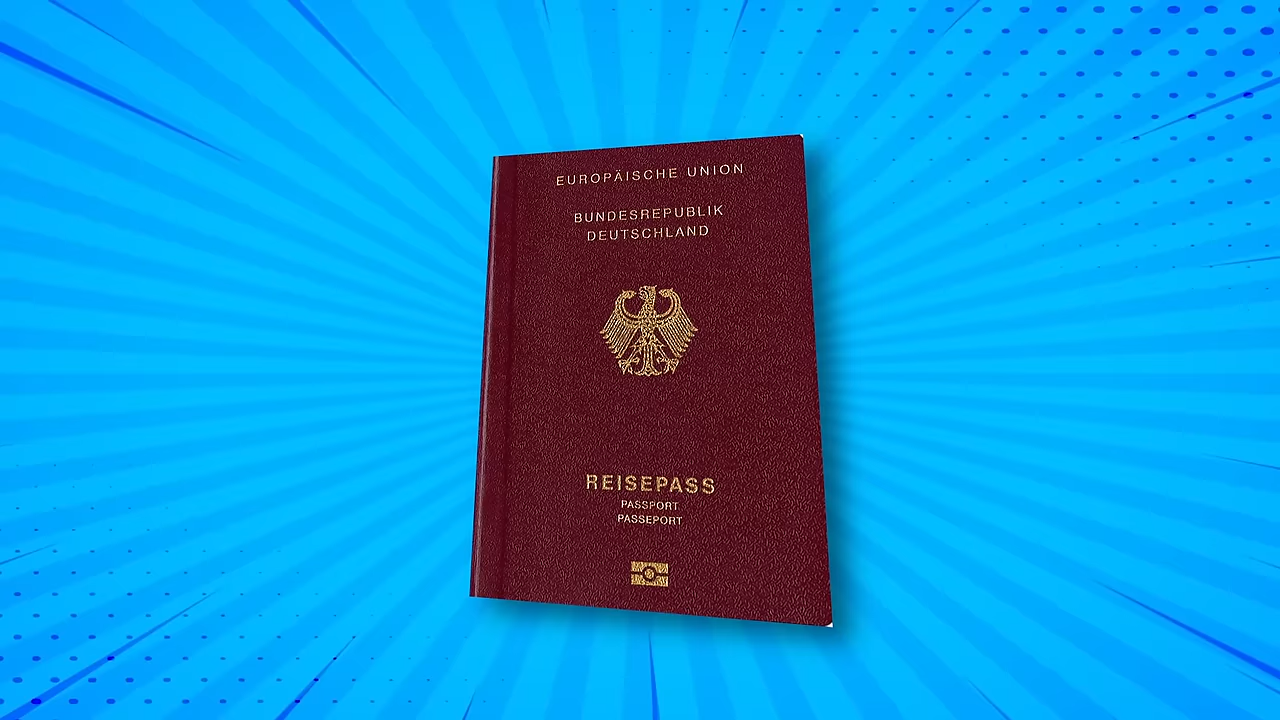 EUROPÄISCHE UNION
BUNDESREPUBLIK
DEUTSCHLAND
REISEPASS
PASSPORT
PASSEPORT